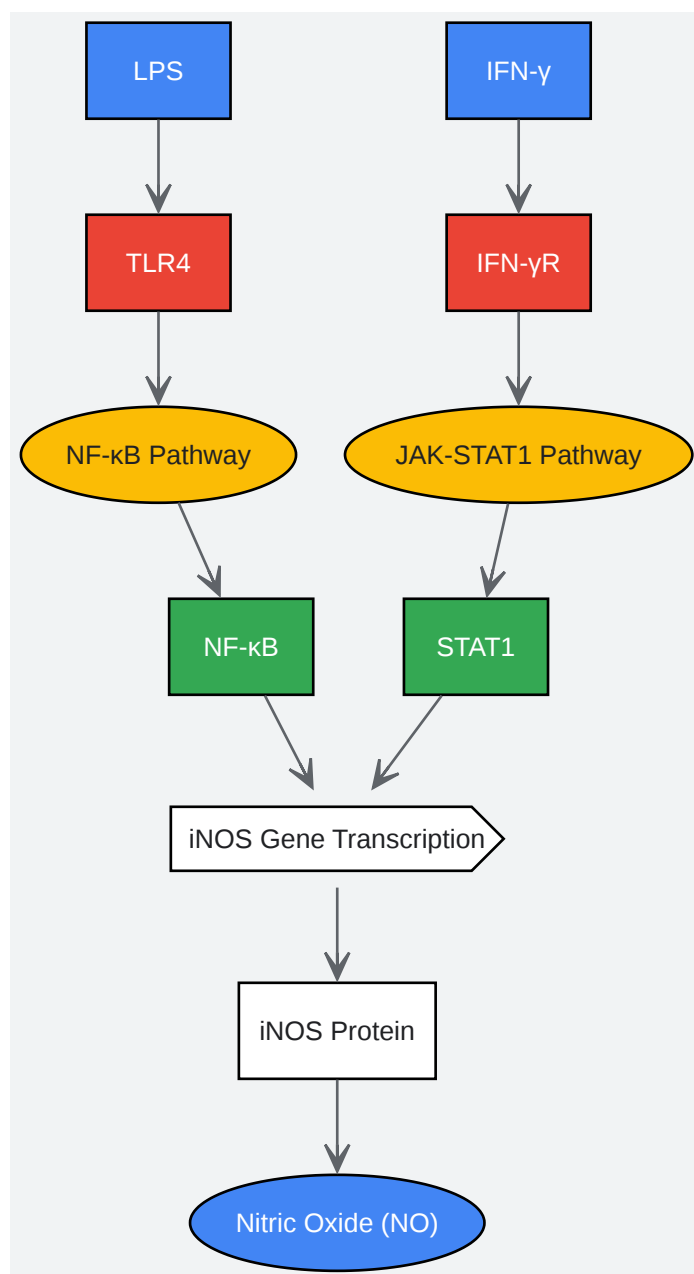 LPS
IFN-γ
TLR4
IFN-γR
NF-κB Pathway
JAK-STAT1 Pathway
NF-κB
STAT1
iNOS Gene Transcription
iNOS Protein
Nitric Oxide (NO)